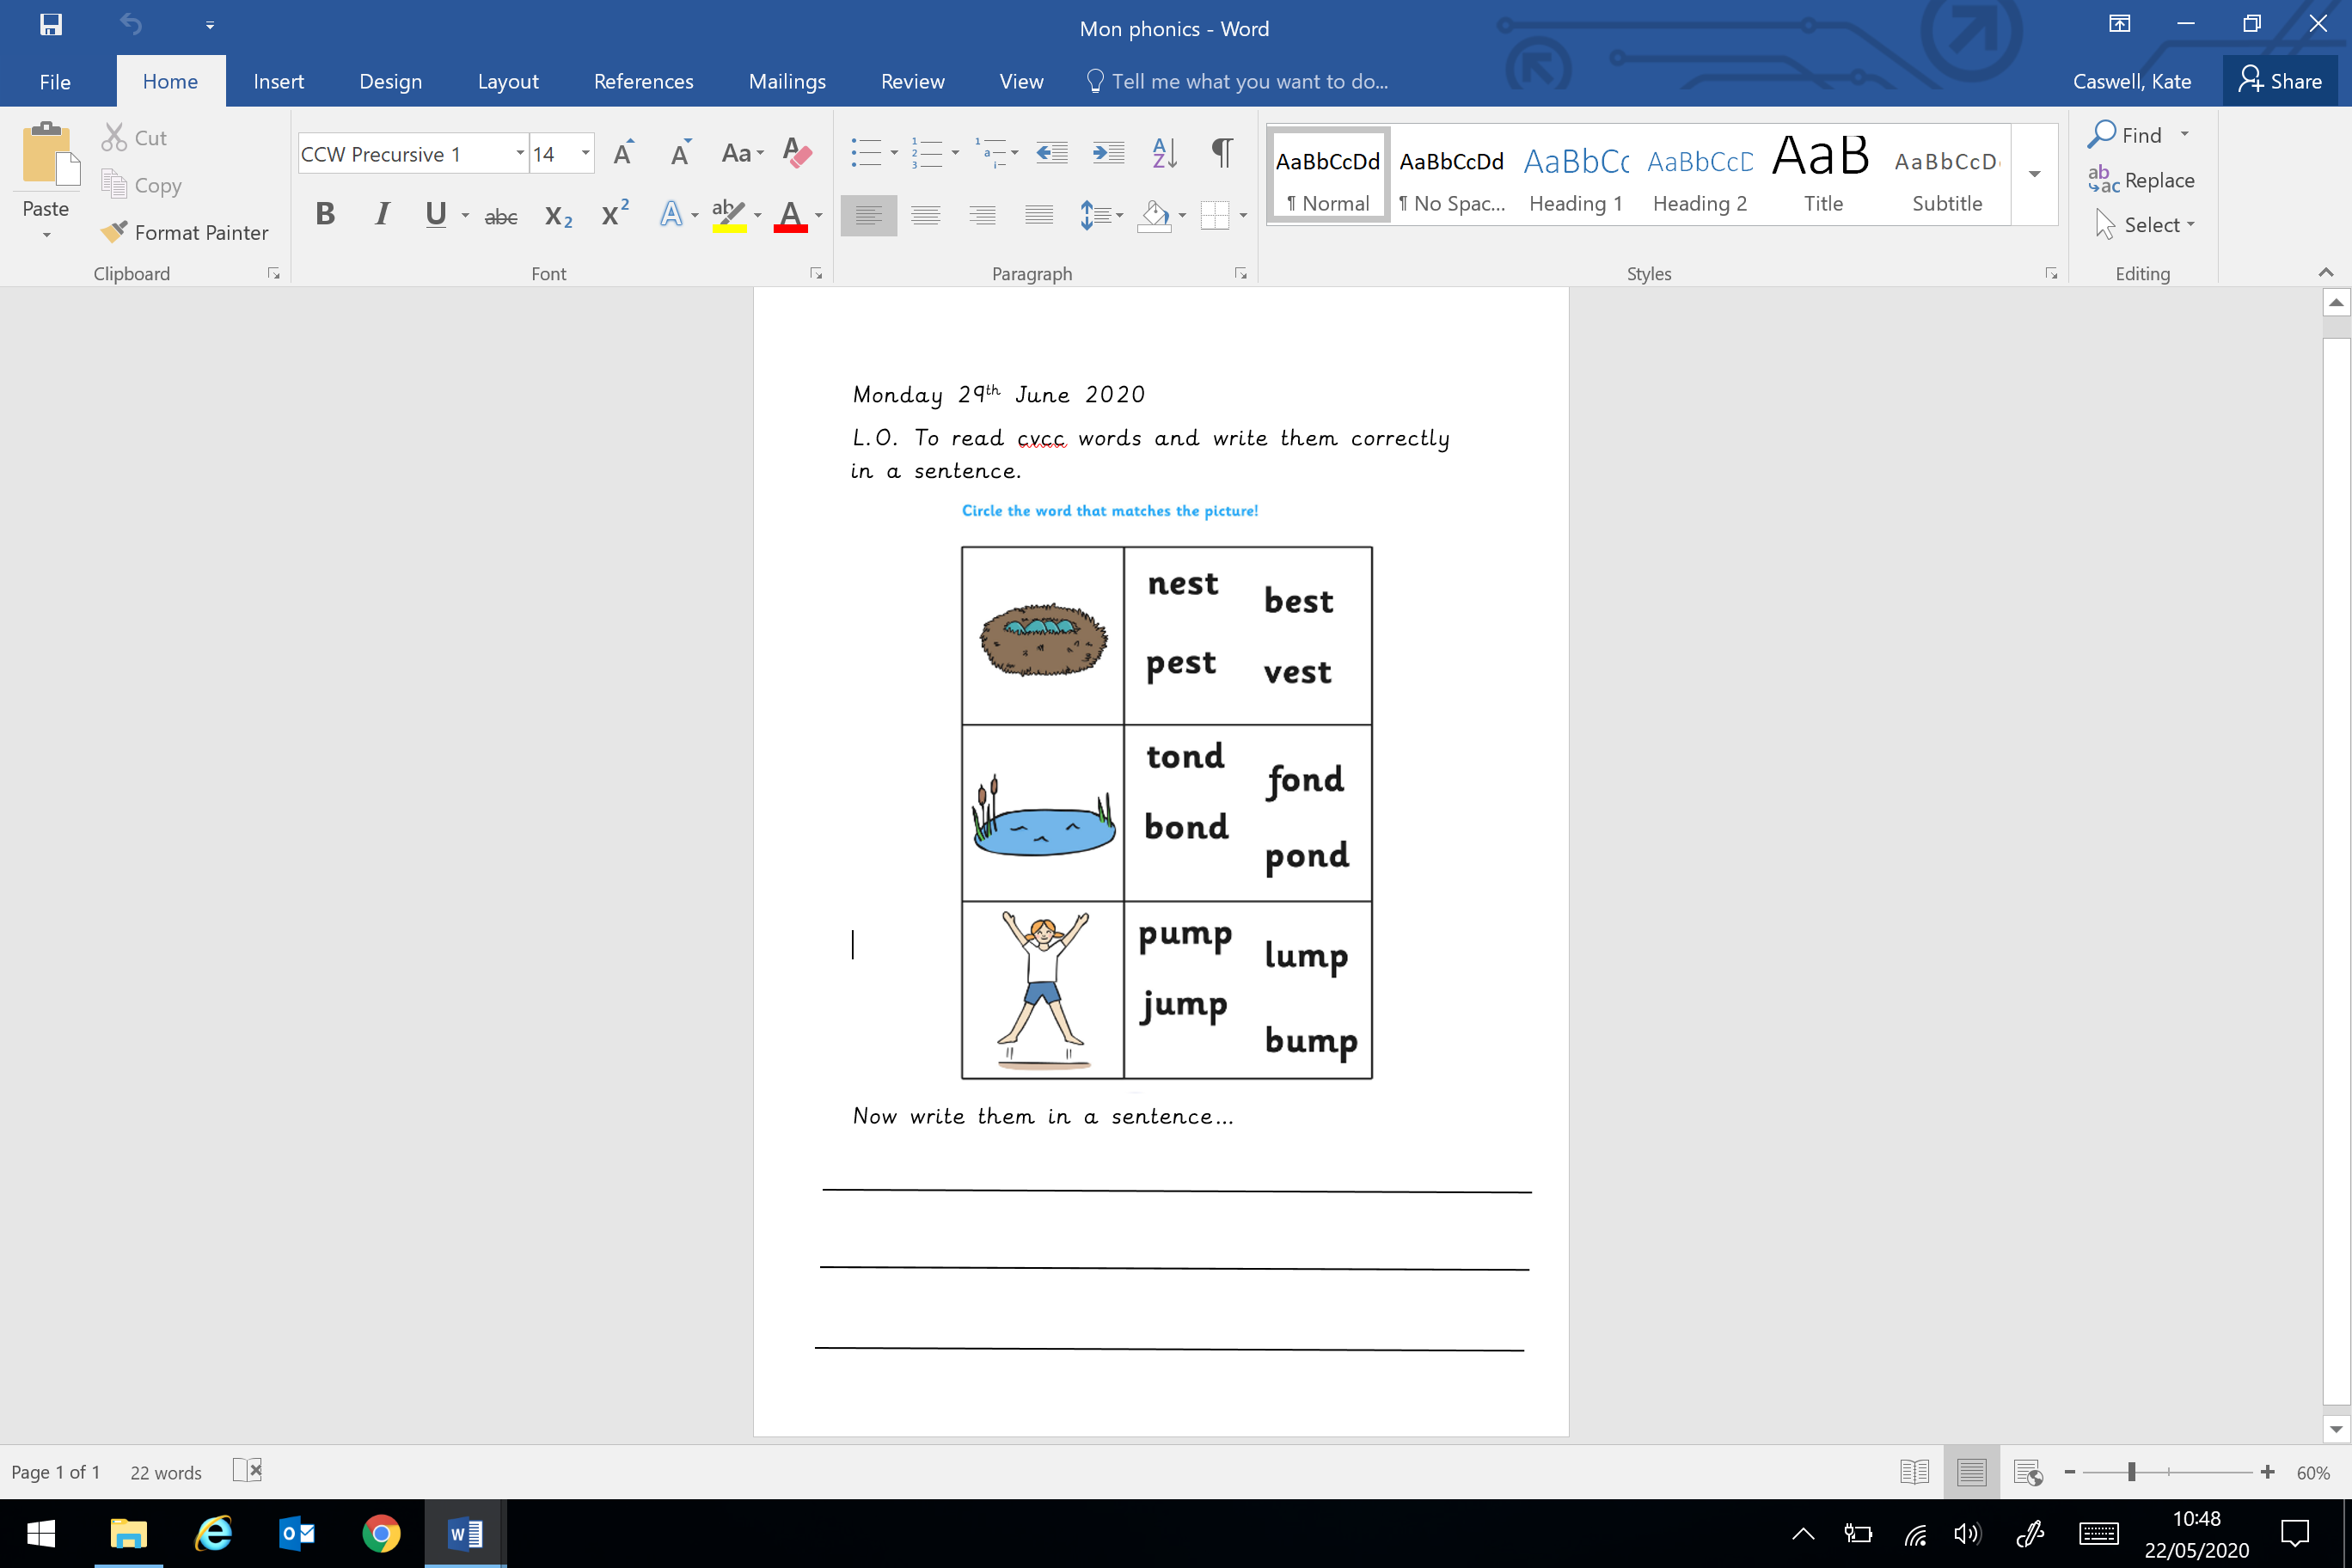 Mon phonics - Word
File Home Insert Design Layout References Mailings Review View Tell me what you want to do... Caswell, Kate Share
Paste
Cut
Copy
Format Painter
Clipboard
CCW Precursive 1 14
Font
Paragraph
AaBbCcDd AaBbCcDd AaBbCc AaBbCcD AaB AaBbCcD
¶ Normal ¶ No Spac... Heading 1 Heading 2 Title Subtitle
Styles
Find
Replace
Select
Editing
Monday 29th June 2020
L.O. To read cvcc words and write them correctly
in a sentence.
Circle the word that matches the picture!
nest best
pest vest
tond fond
bond pond
pump lump
jump bump
Now write them in a sentence...
Page 1 of 1 22 words 60%
10:48
22/05/2020